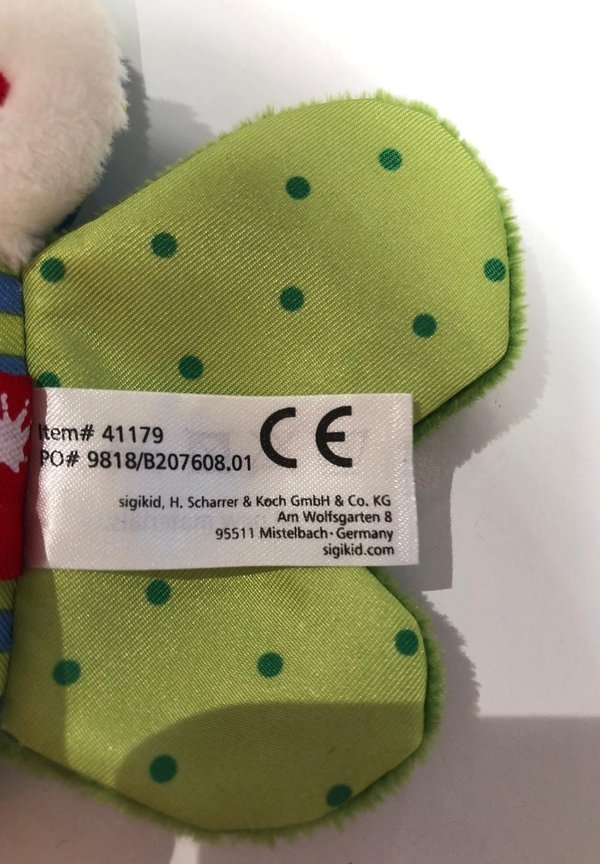 Item# 41179
PO# 9818/B207608.01
CE
sigikid, H. Scharrer & Koch GmbH & Co. KG
Am Wolfsgarten 8
95511 Mistelbach · Germany
sigikid.com